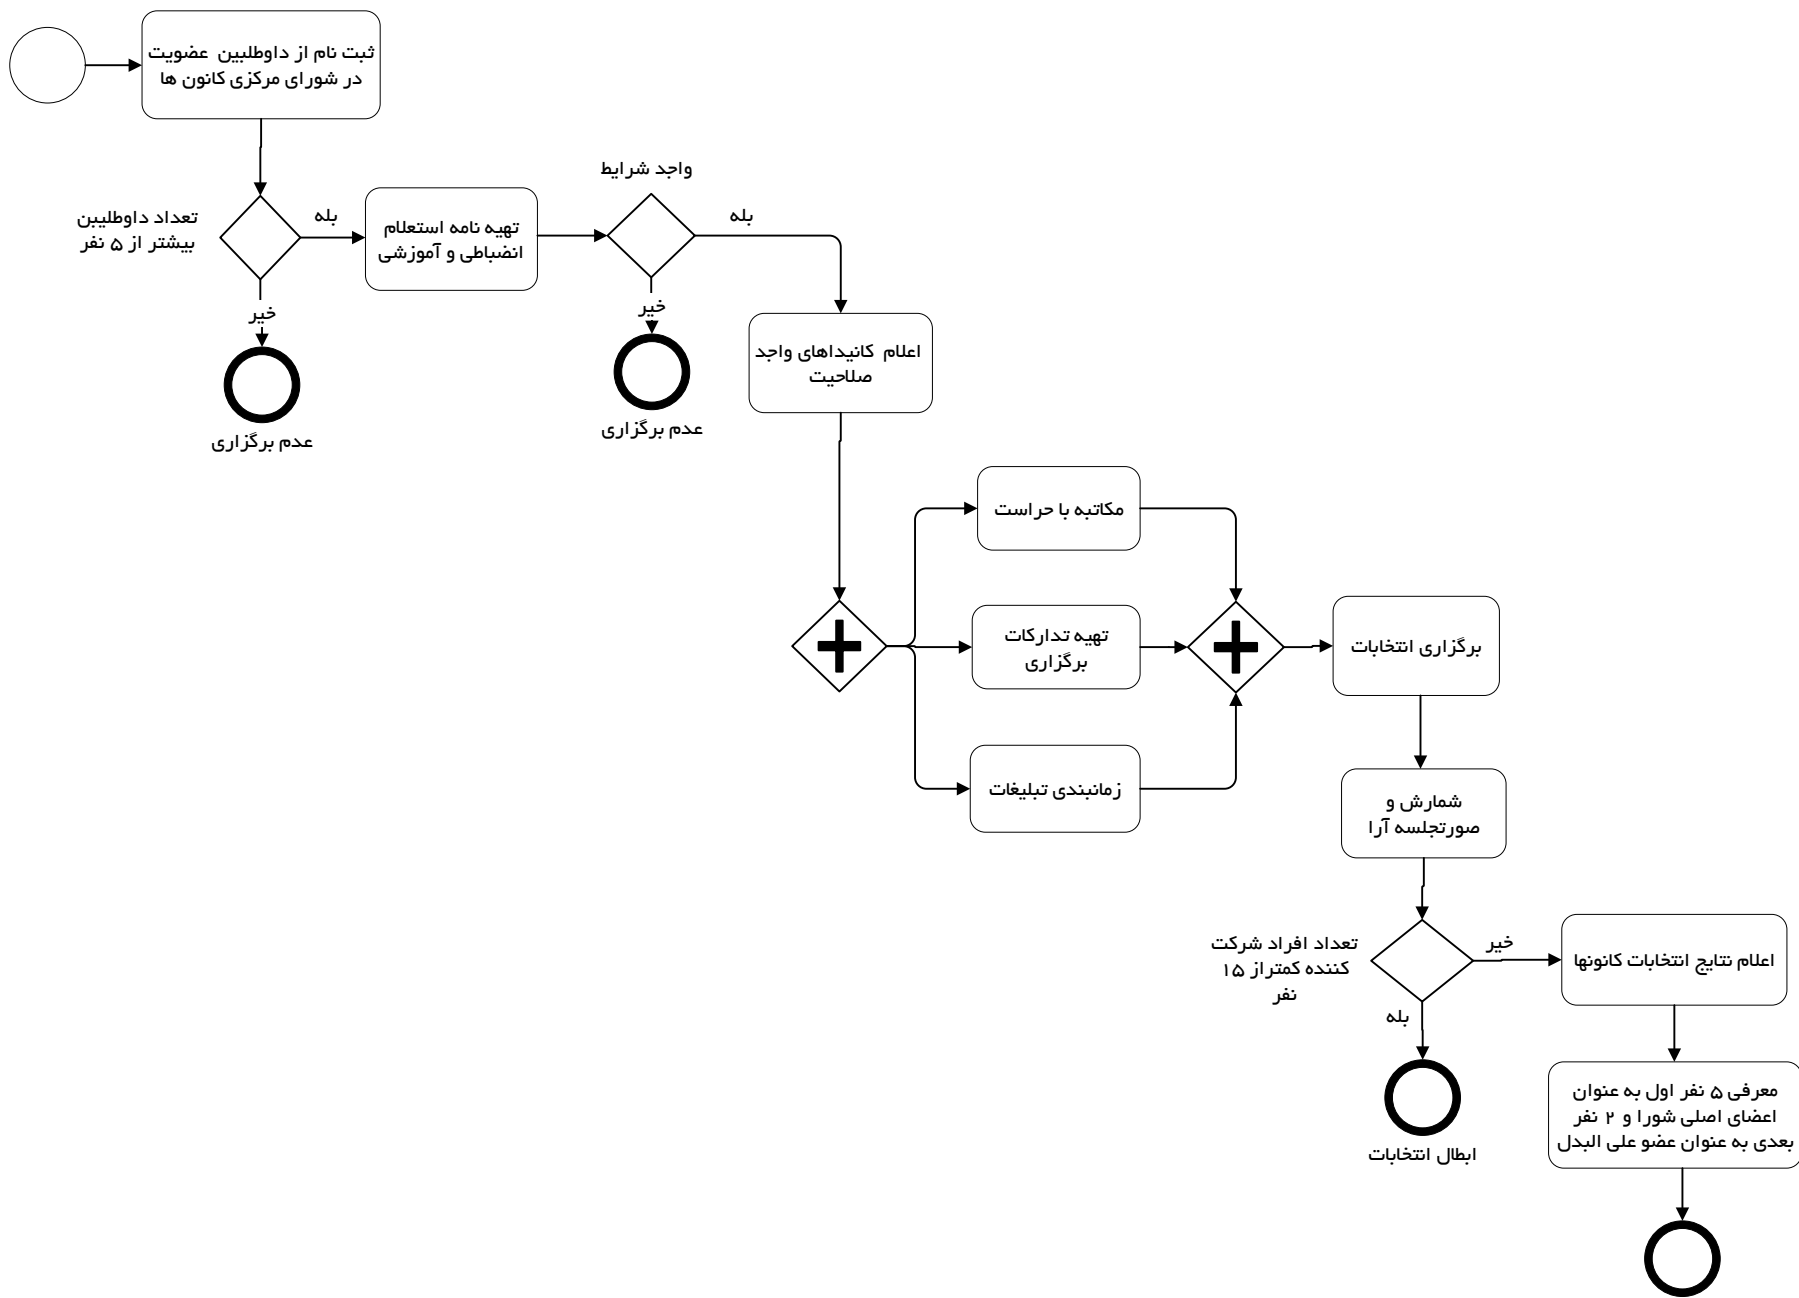 ثبت نام از داوطلبین عضویت
در شورای مرکزی کانون ها
واجد شرایط
تعداد داوطلیبن
بیشتر از ۵ نفر
بله
تهیه نامه استعلام
انضباطی و آموزشی
بله
خیر
خیر
عدم برگزاری
عدم برگزاری
اعلام کانیداهای واجد
صلاحیت
مکاتبه با حراست
تهیه تدارکات
برگزاری
زمانبندی تبلیغات
برگزاری انتخابات
شمارش و
صورتجلسه آرا
تعداد افراد شرکت
کننده کمتراز ۱۵
نفر
خیر
بله
اعلام نتایج انتخابات کانونها
ابطال انتخابات
معرفی ۵ نفر اول به عنوان
اعضای اصلی شورا و ۲ نفر
بعدی به عنوان عضو علی البدل